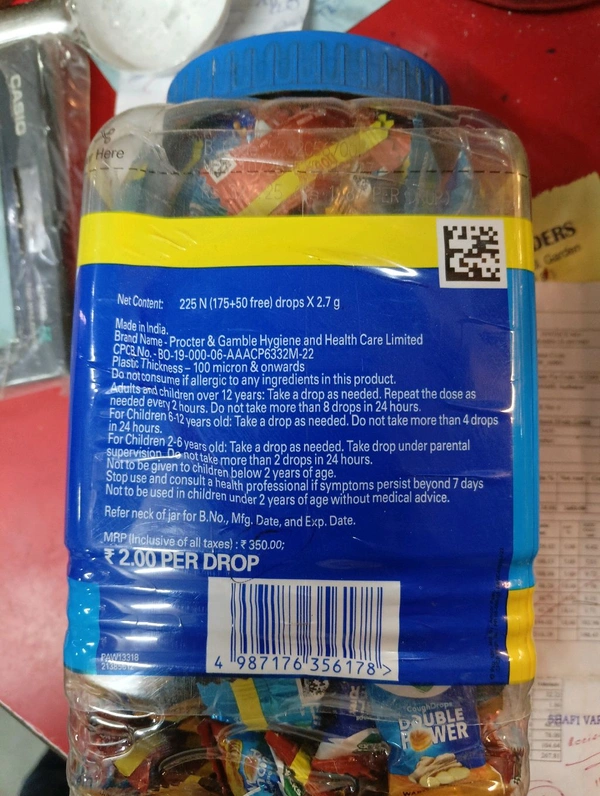 CASIO
Here
DERS
& Garden
Net Content: 225 N (175+50 free) drops X 2.7 g
Made in India.
Brand Name - Procter & Gamble Hygiene and Health Care Limited
CPCB No. - BO-19-000-06-AAACP6332M-22
Plastic Thickness – 100 micron & onwards
Do not consume if allergic to any ingredients in this product.
Adults and children over 12 years: Take a drop as needed. Repeat the dose as
needed every 2 hours. Do not take more than 8 drops in 24 hours.
For Children 6-12 years old: Take a drop as needed. Do not take more than 4 drops
in 24 hours.
For Children 2-6 years old: Take a drop as needed. Take drop under parental
supervision. Do not take more than 2 drops in 24 hours.
Not to be given to children below 2 years of age.
Stop use and consult a health professional if symptoms persist beyond 7 days
Not to be used in children under 2 years of age without medical advice.
Refer neck of jar for B.No., Mfg. Date, and Exp. Date.
MRP (Inclusive of all taxes) : ₹ 350.00;
₹ 2.00 PER DROP
PAW13318
4 987176 356178 >
CoughDrops
DOUBLE
POWER
SHAFI VAR